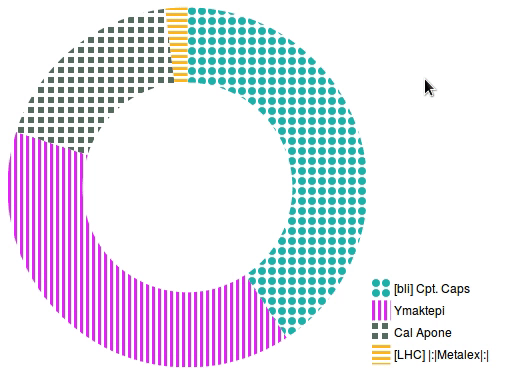 [bli] Cpt. Caps
Ymaktepi
Cal Apone
[LHC] |:|Metalex|:|